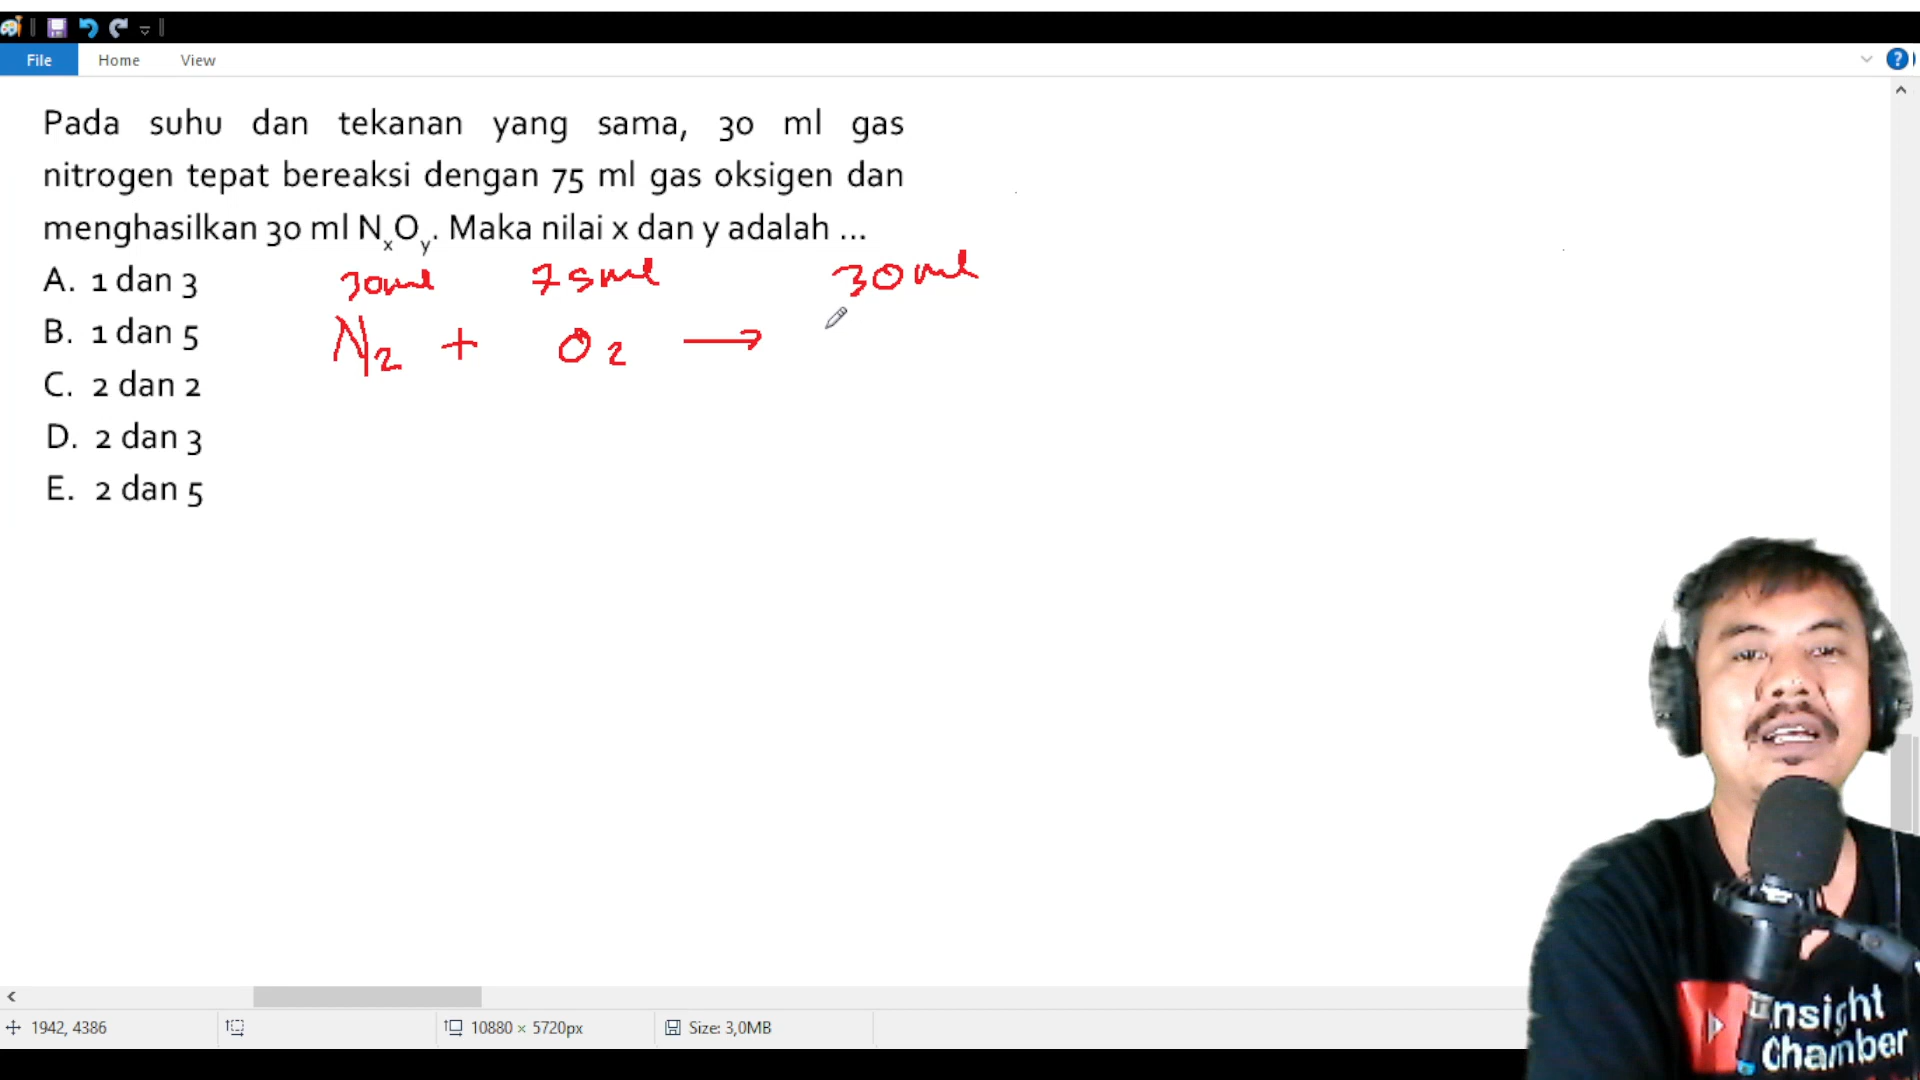 File Home View
Pada suhu dan tekanan yang sama, 30 ml gas
nitrogen tepat bereaksi dengan 75 ml gas oksigen dan
menghasilkan 30 ml NxOy. Maka nilai x dan y adalah ...
A. 1 dan 3
B. 1 dan 5
C. 2 dan 2
D. 2 dan 3
E. 2 dan 5
30ml 75ml 30ml
N2 + O2 →
1942, 4386 10880 × 5720px Size: 3,0MB
Insight
Chamber